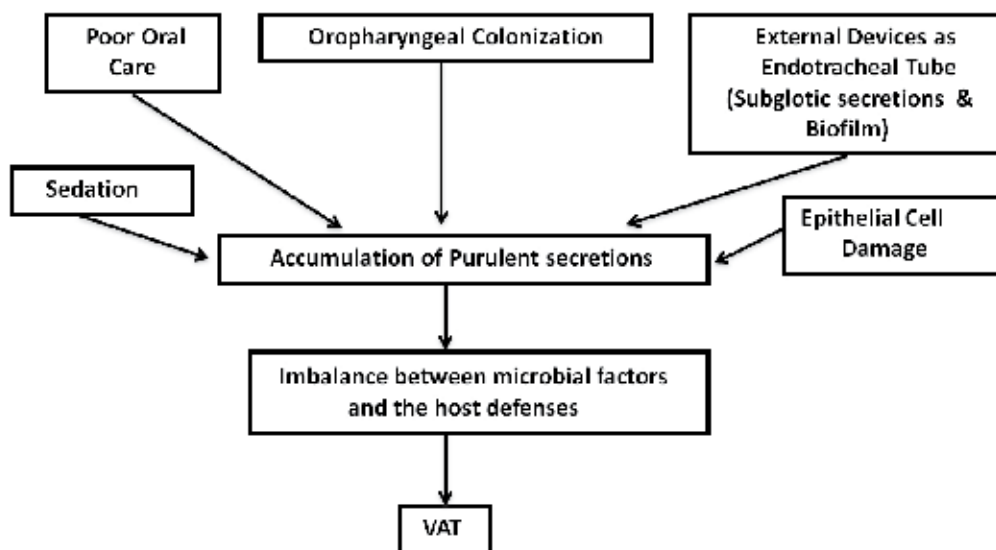 Poor Oral
Care
Oropharyngeal Colonization
External Devices as
Endotracheal Tube
(Subglotic secretions &
Biofilm)
Sedation
Epithelial Cell
Damage
Accumulation of Purulent secretions
Imbalance between microbial factors
and the host defenses
VAT